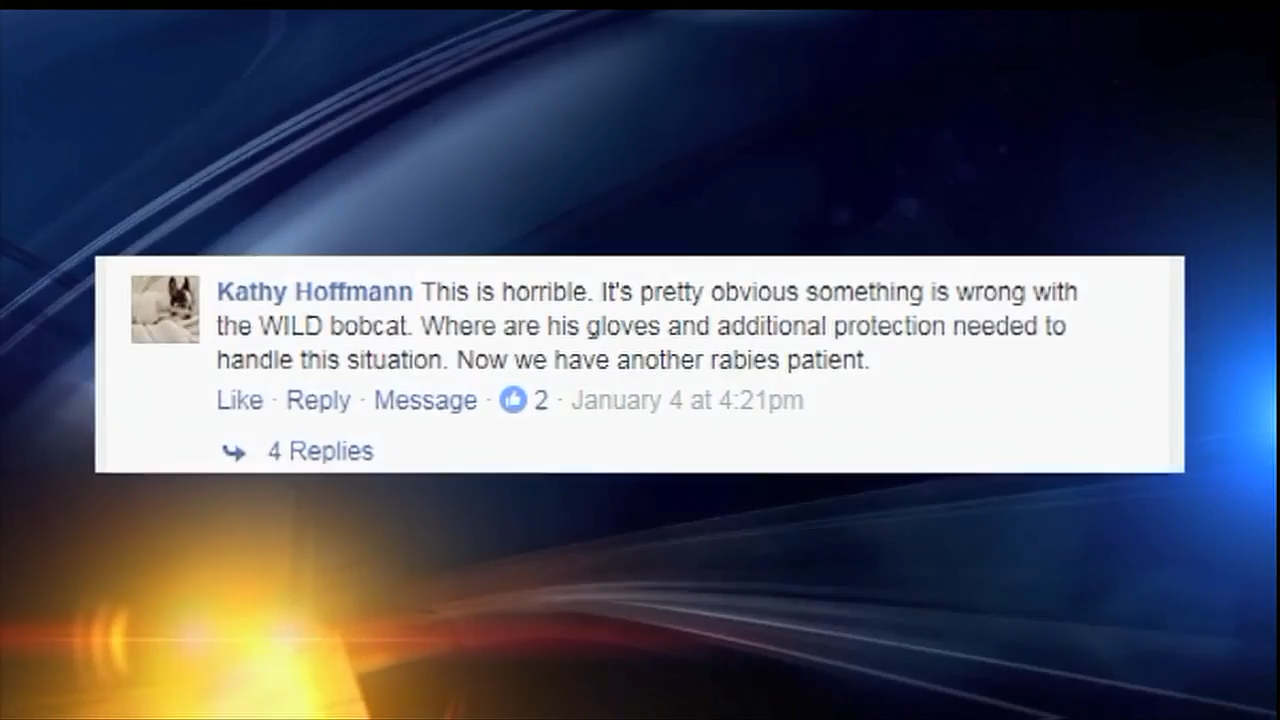 Kathy Hoffmann This is horrible. It's pretty obvious something is wrong with
the WILD bobcat. Where are his gloves and additional protection needed to
handle this situation. Now we have another rabies patient.
Like · Reply · Message · 2 · January 4 at 4:21pm
4 Replies